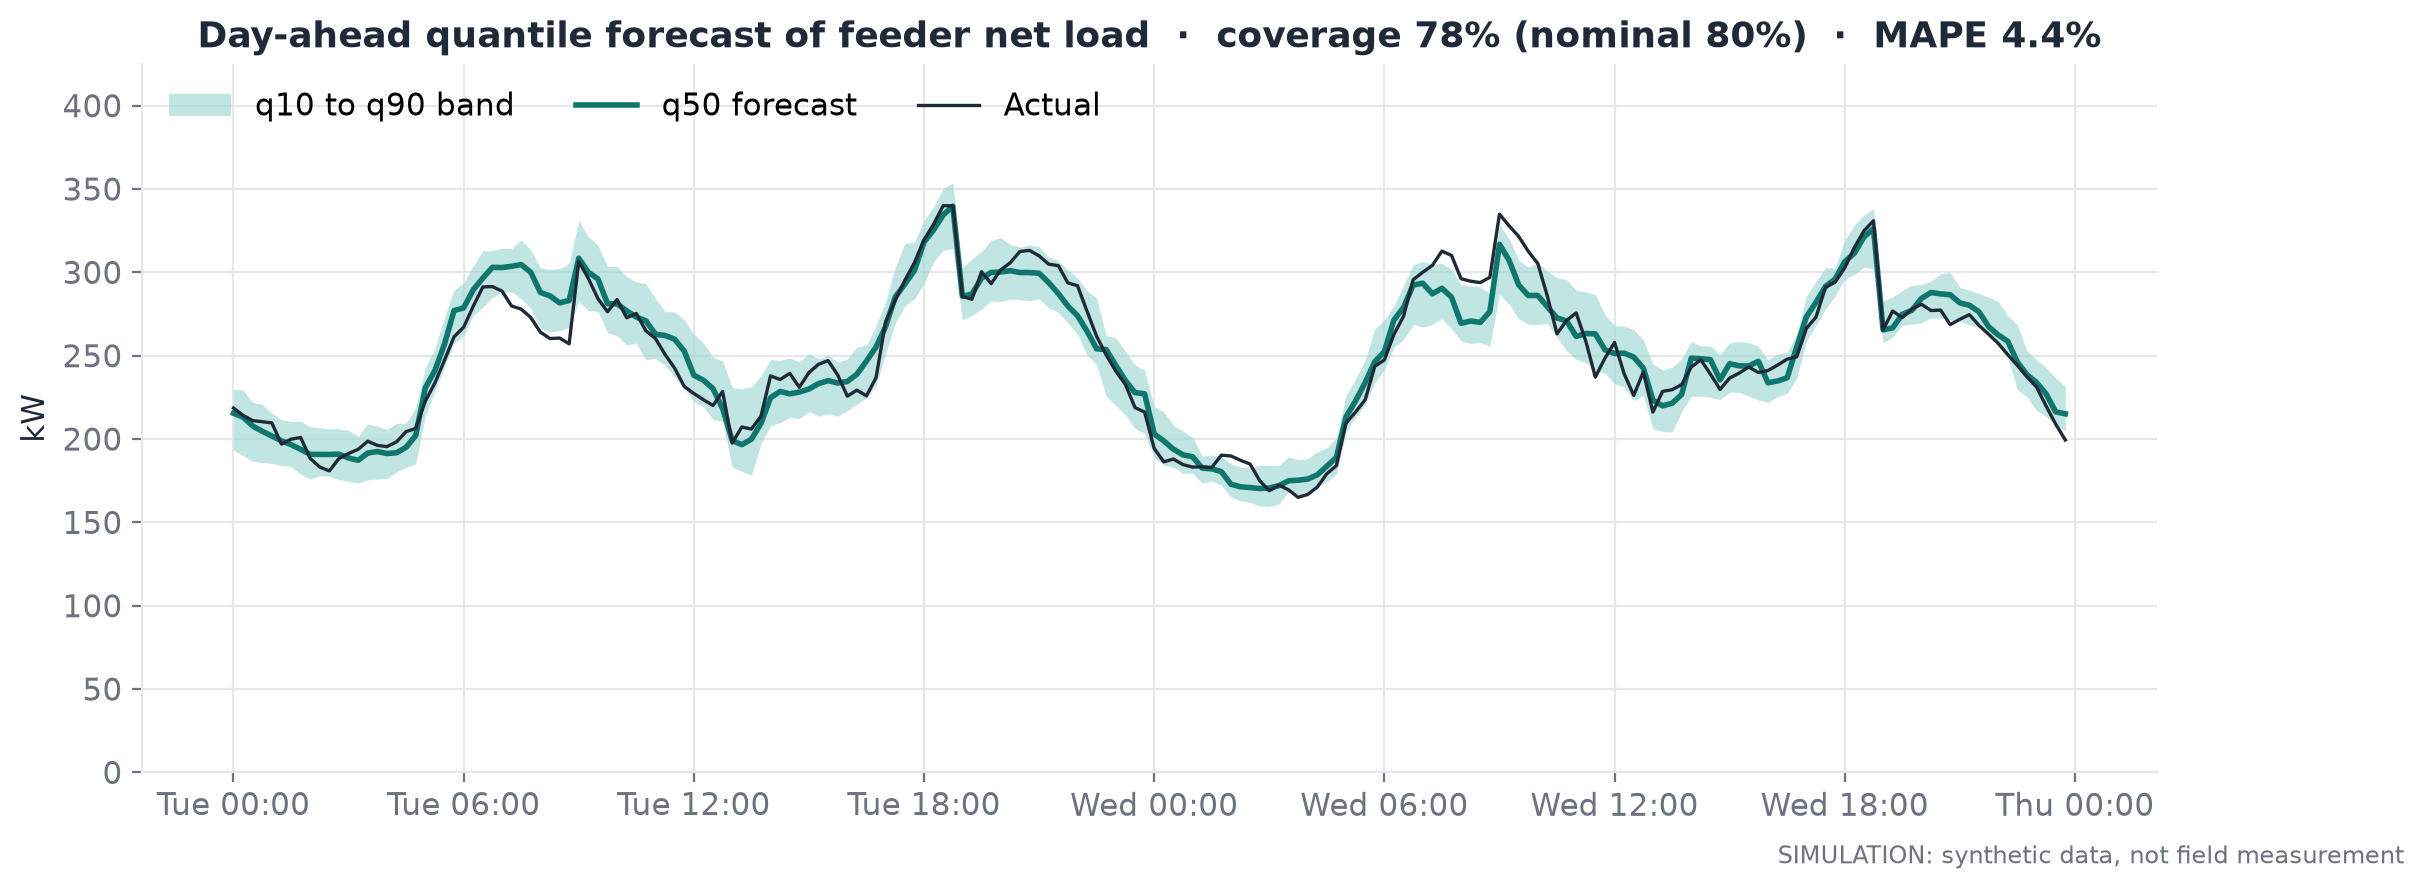 Day-ahead quantile forecast of feeder net load · coverage 78% (nominal 80%) · MAPE 4.4%
q10 to q90 band q50 forecast Actual
400
350
300
250
200
150
100
50
0
kW
Tue 00:00 Tue 06:00 Tue 12:00 Tue 18:00 Wed 00:00 Wed 06:00 Wed 12:00 Wed 18:00 Thu 00:00
SIMULATION: synthetic data, not field measurement